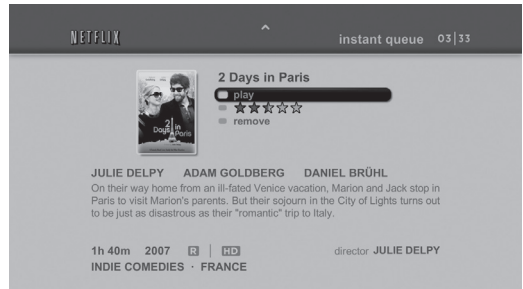 NETFLIX
instant queue 03|33
2 Days in Paris
play
remove
2 Days in Paris
JULIE DELPY ADAM GOLDBERG DANIEL BRÜHL
On their way home from an ill-fated Venice vacation, Marion and Jack stop in
Paris to visit Marion's parents. But their sojourn in the City of Lights turns out
to be just as disastrous as their "romantic" trip to Italy.
1h 40m 2007 R | HD
director JULIE DELPY
INDIE COMEDIES · FRANCE